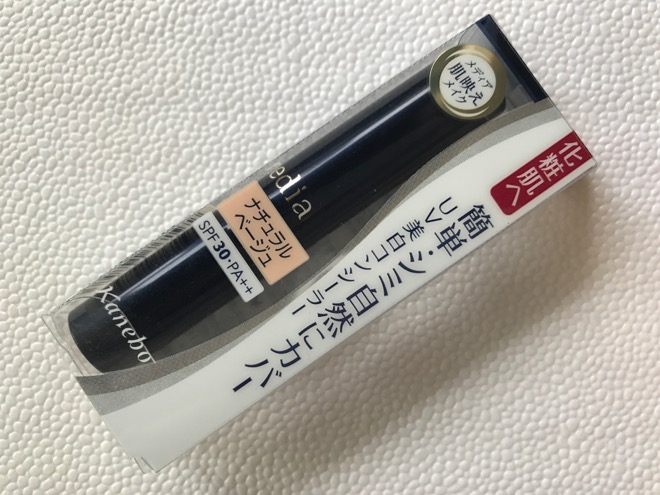 メディア
肌映え
メイク
edia
ナチュラル
ベージュ
SPF30・PA++
Kanebo
化粧肌へ
簡単・シミ自然にカバー
UV美白コンシーラー